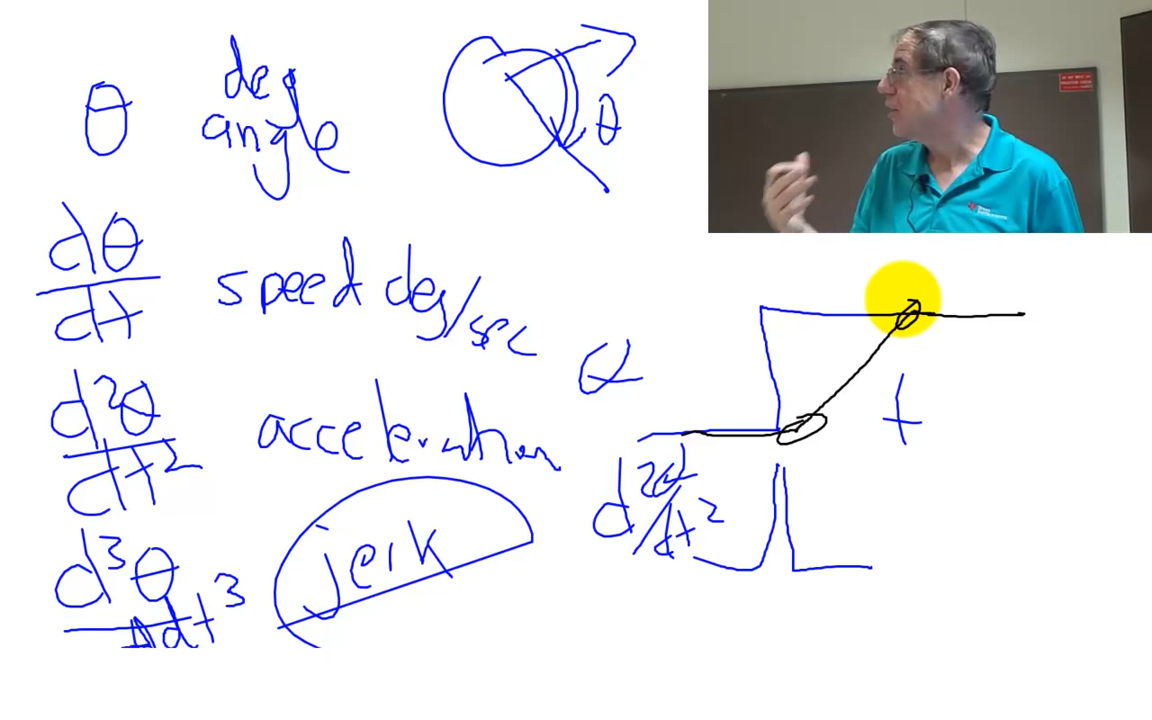 θ deg
angle
θ
dθ
dt
speed deg/sec
d²θ
dt²
acceleration
d³θ
dt³
jerk
θ
t
d²θ/dt²